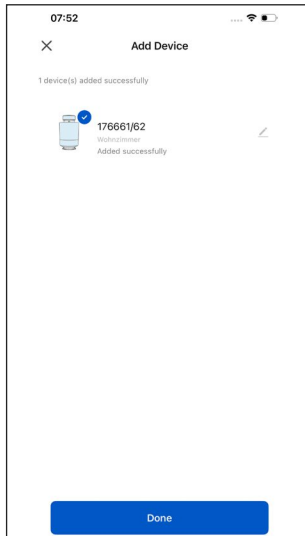 07:52
Add Device
1 device(s) added successfully
176661/62
Wohnzimmer
Added successfully
Done